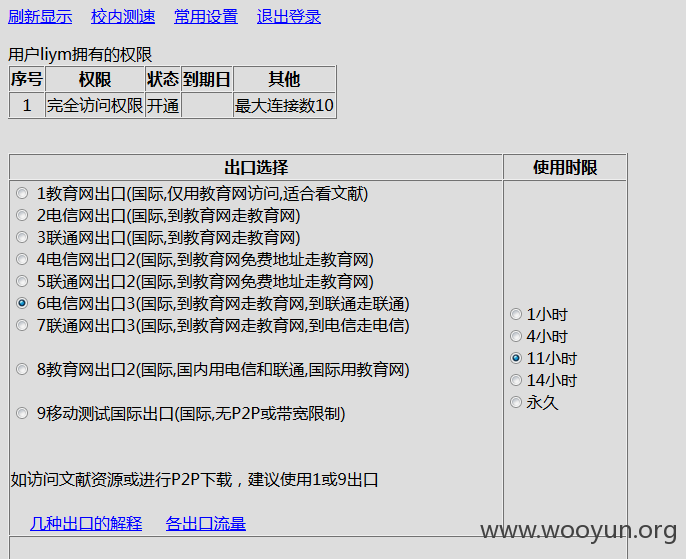 刷新显示 校内测速 常用设置 退出登录
用户liym拥有的权限
序号 权限 状态 到期日 其他
1 完全访问权限 开通 最大连接数10
出口选择 使用时限
1教育网出口(国际,仅用教育网访问,适合看文献)
2电信网出口(国际,到教育网走教育网)
3联通网出口(国际,到教育网走教育网)
4电信网出口2(国际,到教育网免费地址走教育网)
5联通网出口2(国际,到教育网免费地址走教育网)
6电信网出口3(国际,到教育网走教育网,到联通走联通)
7联通网出口3(国际,到教育网走教育网,到电信走电信)
8教育网出口2(国际,国内用电信和联通,国际用教育网)
9移动测试国际出口(国际,无P2P或带宽限制)
1小时
4小时
11小时
14小时
永久
如访问文献资源或进行P2P下载，建议使用1或9出口
几种出口的解释 各出口流量
www.wooyun.org